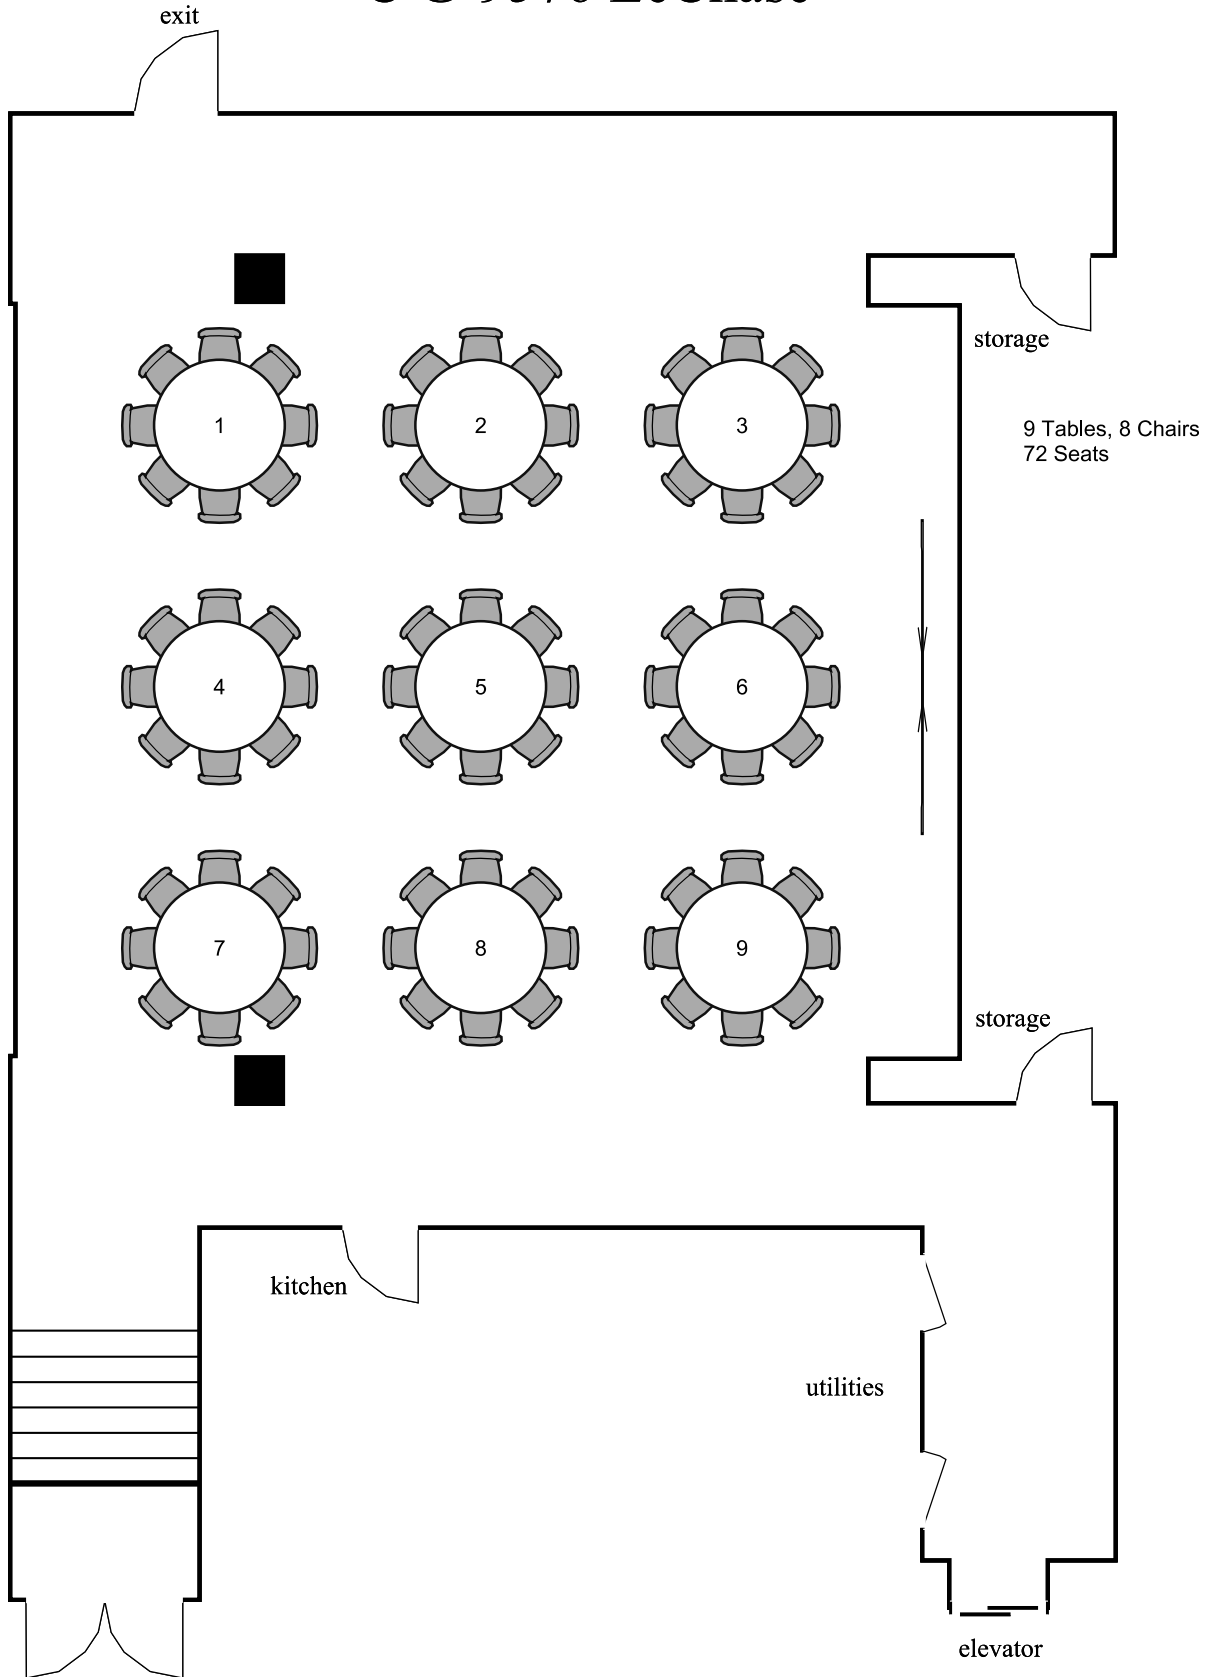 exit
storage
1 2 3
9 Tables, 8 Chairs
72 Seats
4 5 6
7 8 9
storage
kitchen
utilities
elevator